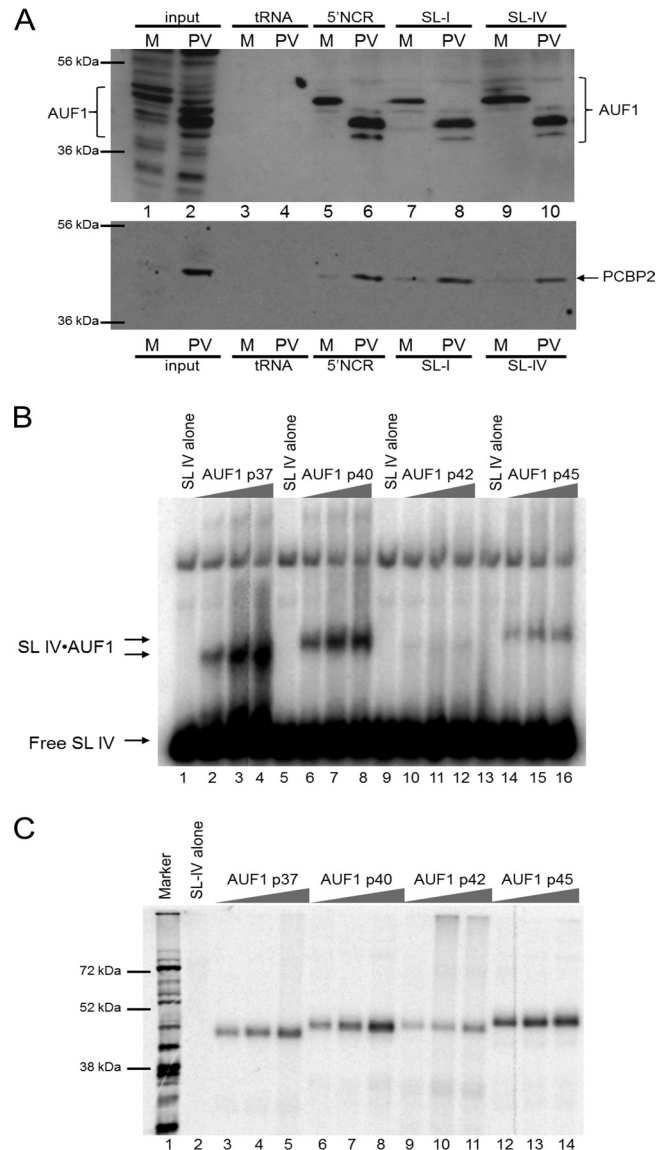 A
input tRNA 5'NCR SL-I SL-IV
M PV M PV M PV M PV M PV
56 kDa
AUF1
AUF1
36 kDa
1 2 3 4 5 6 7 8 9 10
56 kDa
PCBP2
36 kDa
M PV M PV M PV M PV M PV
input tRNA 5'NCR SL-I SL-IV
B
SL IV alone AUF1 p37 SL IV alone AUF1 p40 SL IV alone AUF1 p42 SL IV alone AUF1 p45
SL IV•AUF1
Free SL IV
1 2 3 4 5 6 7 8 9 10 11 12 13 14 15 16
C
Marker SL-IV alone AUF1 p37 AUF1 p40 AUF1 p42 AUF1 p45
72 kDa
52 kDa
38 kDa
1 2 3 4 5 6 7 8 9 10 11 12 13 14